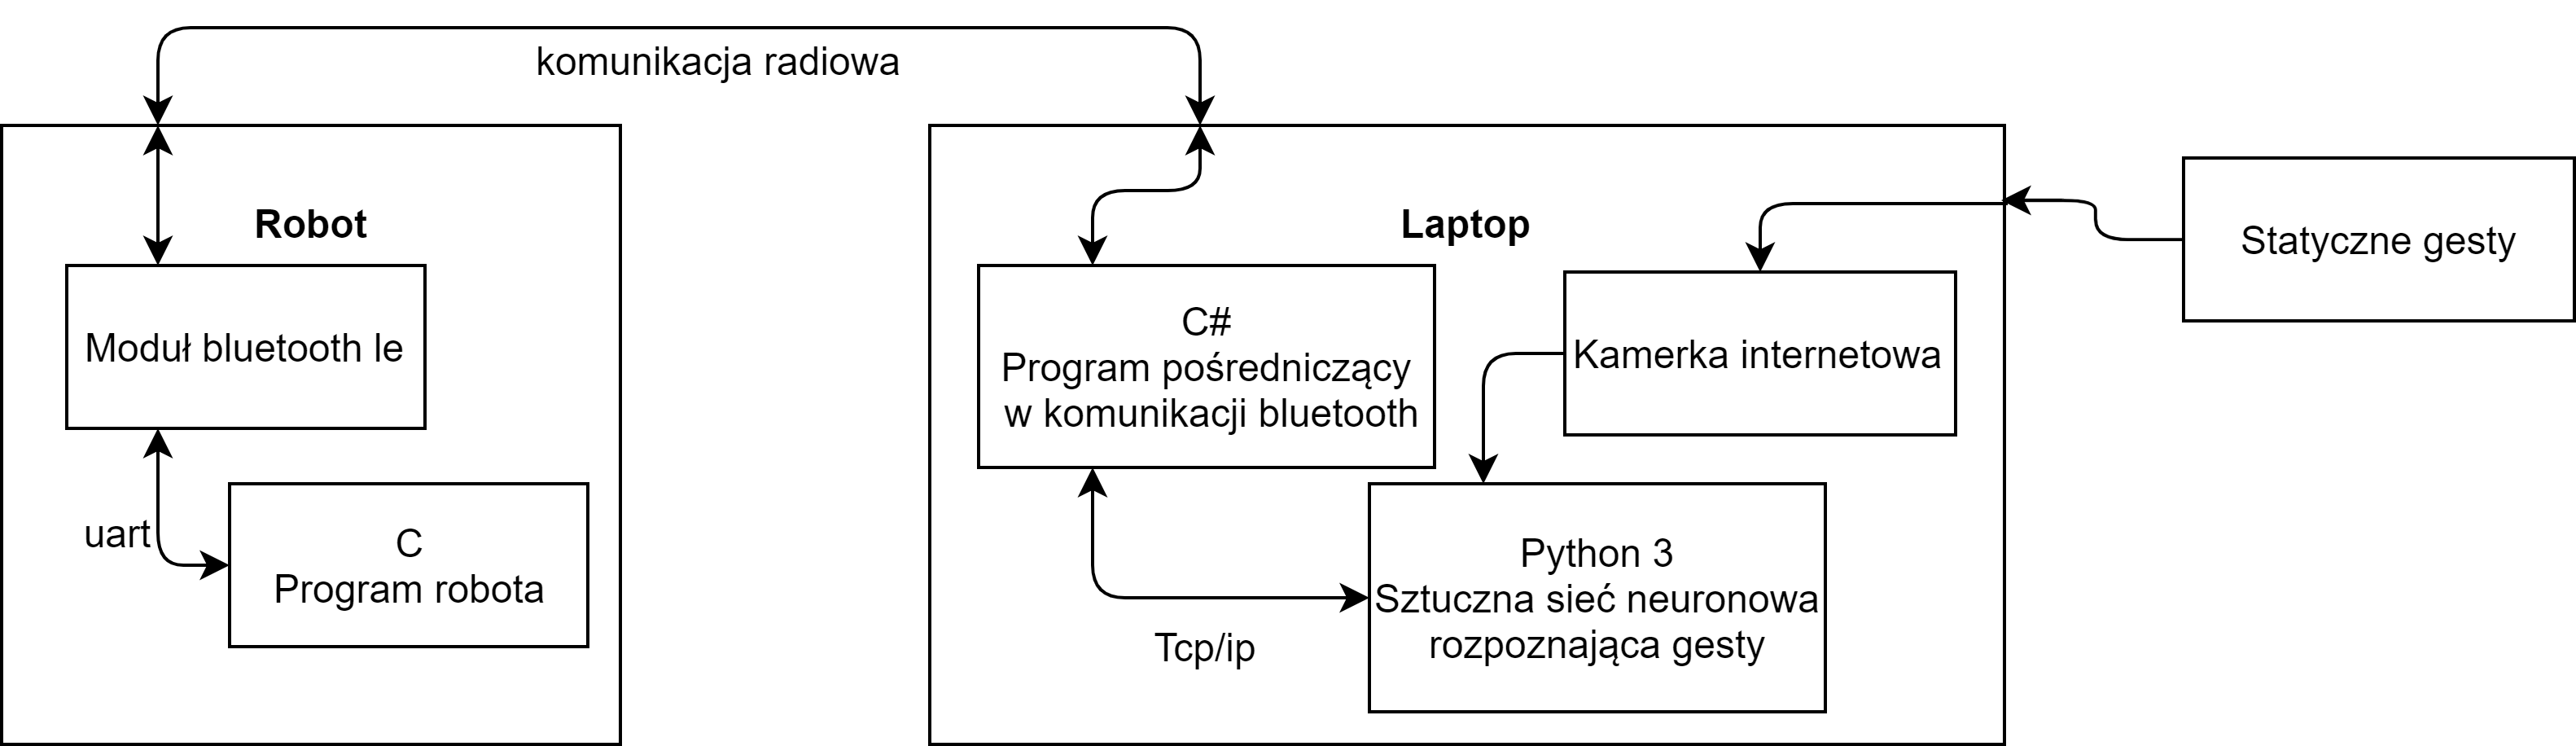 komunikacja radiowa
Robot
Moduł bluetooth le
uart
C
Program robota
Laptop
C#
Program pośredniczący
w komunikacji bluetooth
Kamerka internetowa
Tcp/ip
Python 3
Sztuczna sieć neuronowa
rozpoznająca gesty
Statyczne gesty